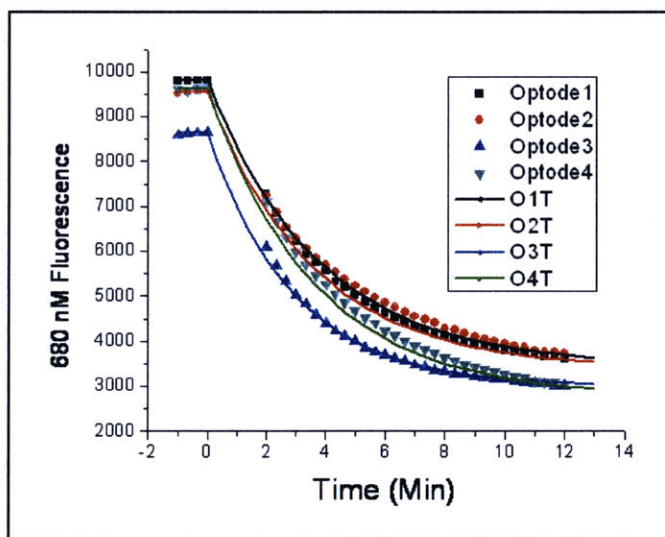 10000
9000
8000
7000
6000
5000
4000
3000
2000
680 nM Fluorescence
-2 0 2 4 6 8 10 12 14
Time (Min)
Optode1
Optode2
Optode3
Optode4
O1T
O2T
O3T
O4T